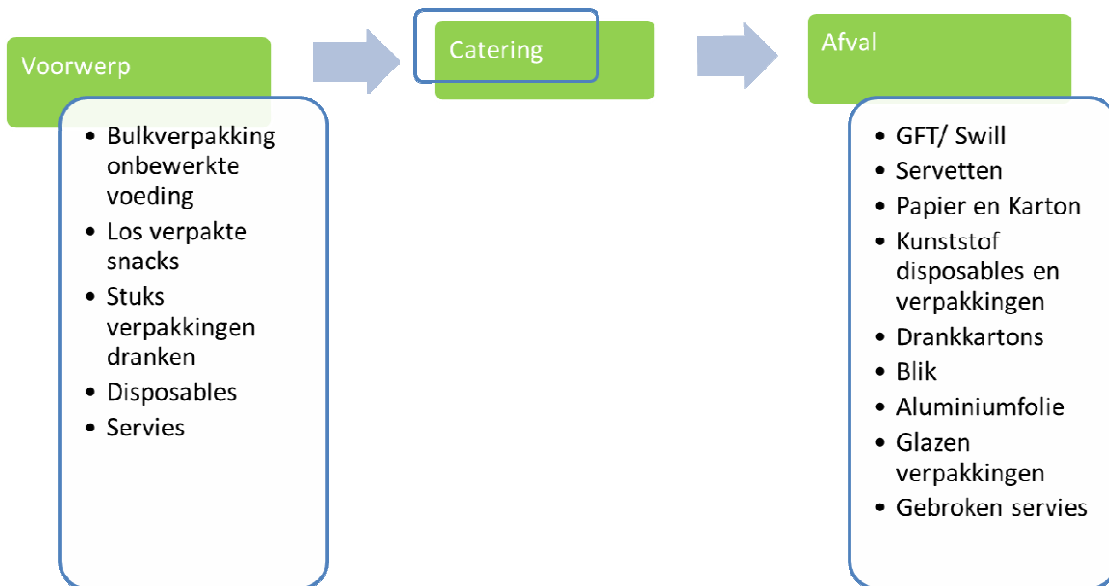 Voorwerp
• Bulkverpakking
onbewerkte
voeding
• Los verpakte
snacks
• Stuks
verpakkingen
dranken
• Disposables
• Servies
Catering
Afval
• GFT/ Swill
• Servetten
• Papier en Karton
• Kunststof
disposables en
verpakkingen
• Drankkartons
• Blik
• Aluminiumfolie
• Glazen
verpakkingen
• Gebroken servies